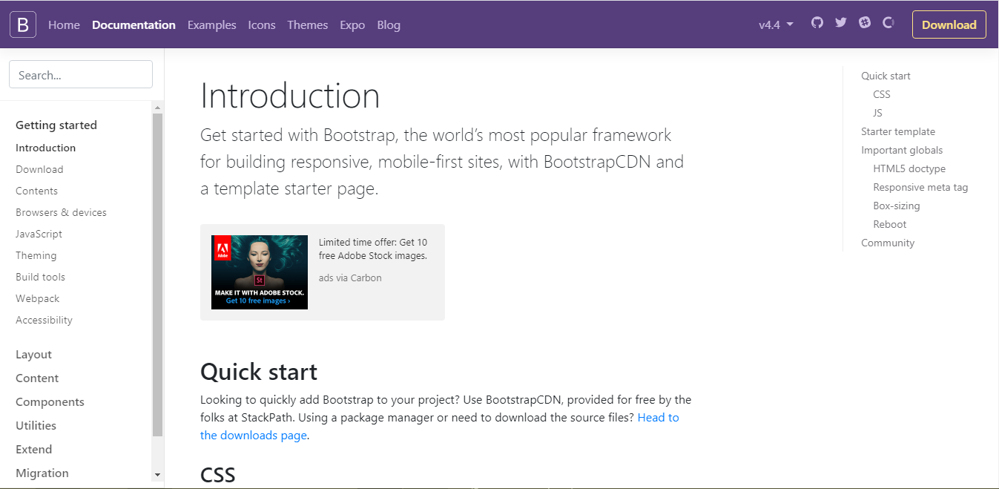 B Home Documentation Examples Icons Themes Expo Blog v4.4 Download
Search...
Getting started
Introduction
Download
Contents
Browsers & devices
JavaScript
Theming
Build tools
Webpack
Accessibility
Layout
Content
Components
Utilities
Extend
Migration
Introduction
Get started with Bootstrap, the world’s most popular framework
for building responsive, mobile-first sites, with BootstrapCDN and
a template starter page.
Adobe
St
MAKE IT WITH ADOBE STOCK.
Get 10 free images ›
Limited time offer: Get 10
free Adobe Stock images.
ads via Carbon
Quick start
Looking to quickly add Bootstrap to your project? Use BootstrapCDN, provided for free by the
folks at StackPath. Using a package manager or need to download the source files? Head to
the downloads page.
CSS
Quick start
CSS
JS
Starter template
Important globals
HTML5 doctype
Responsive meta tag
Box-sizing
Reboot
Community